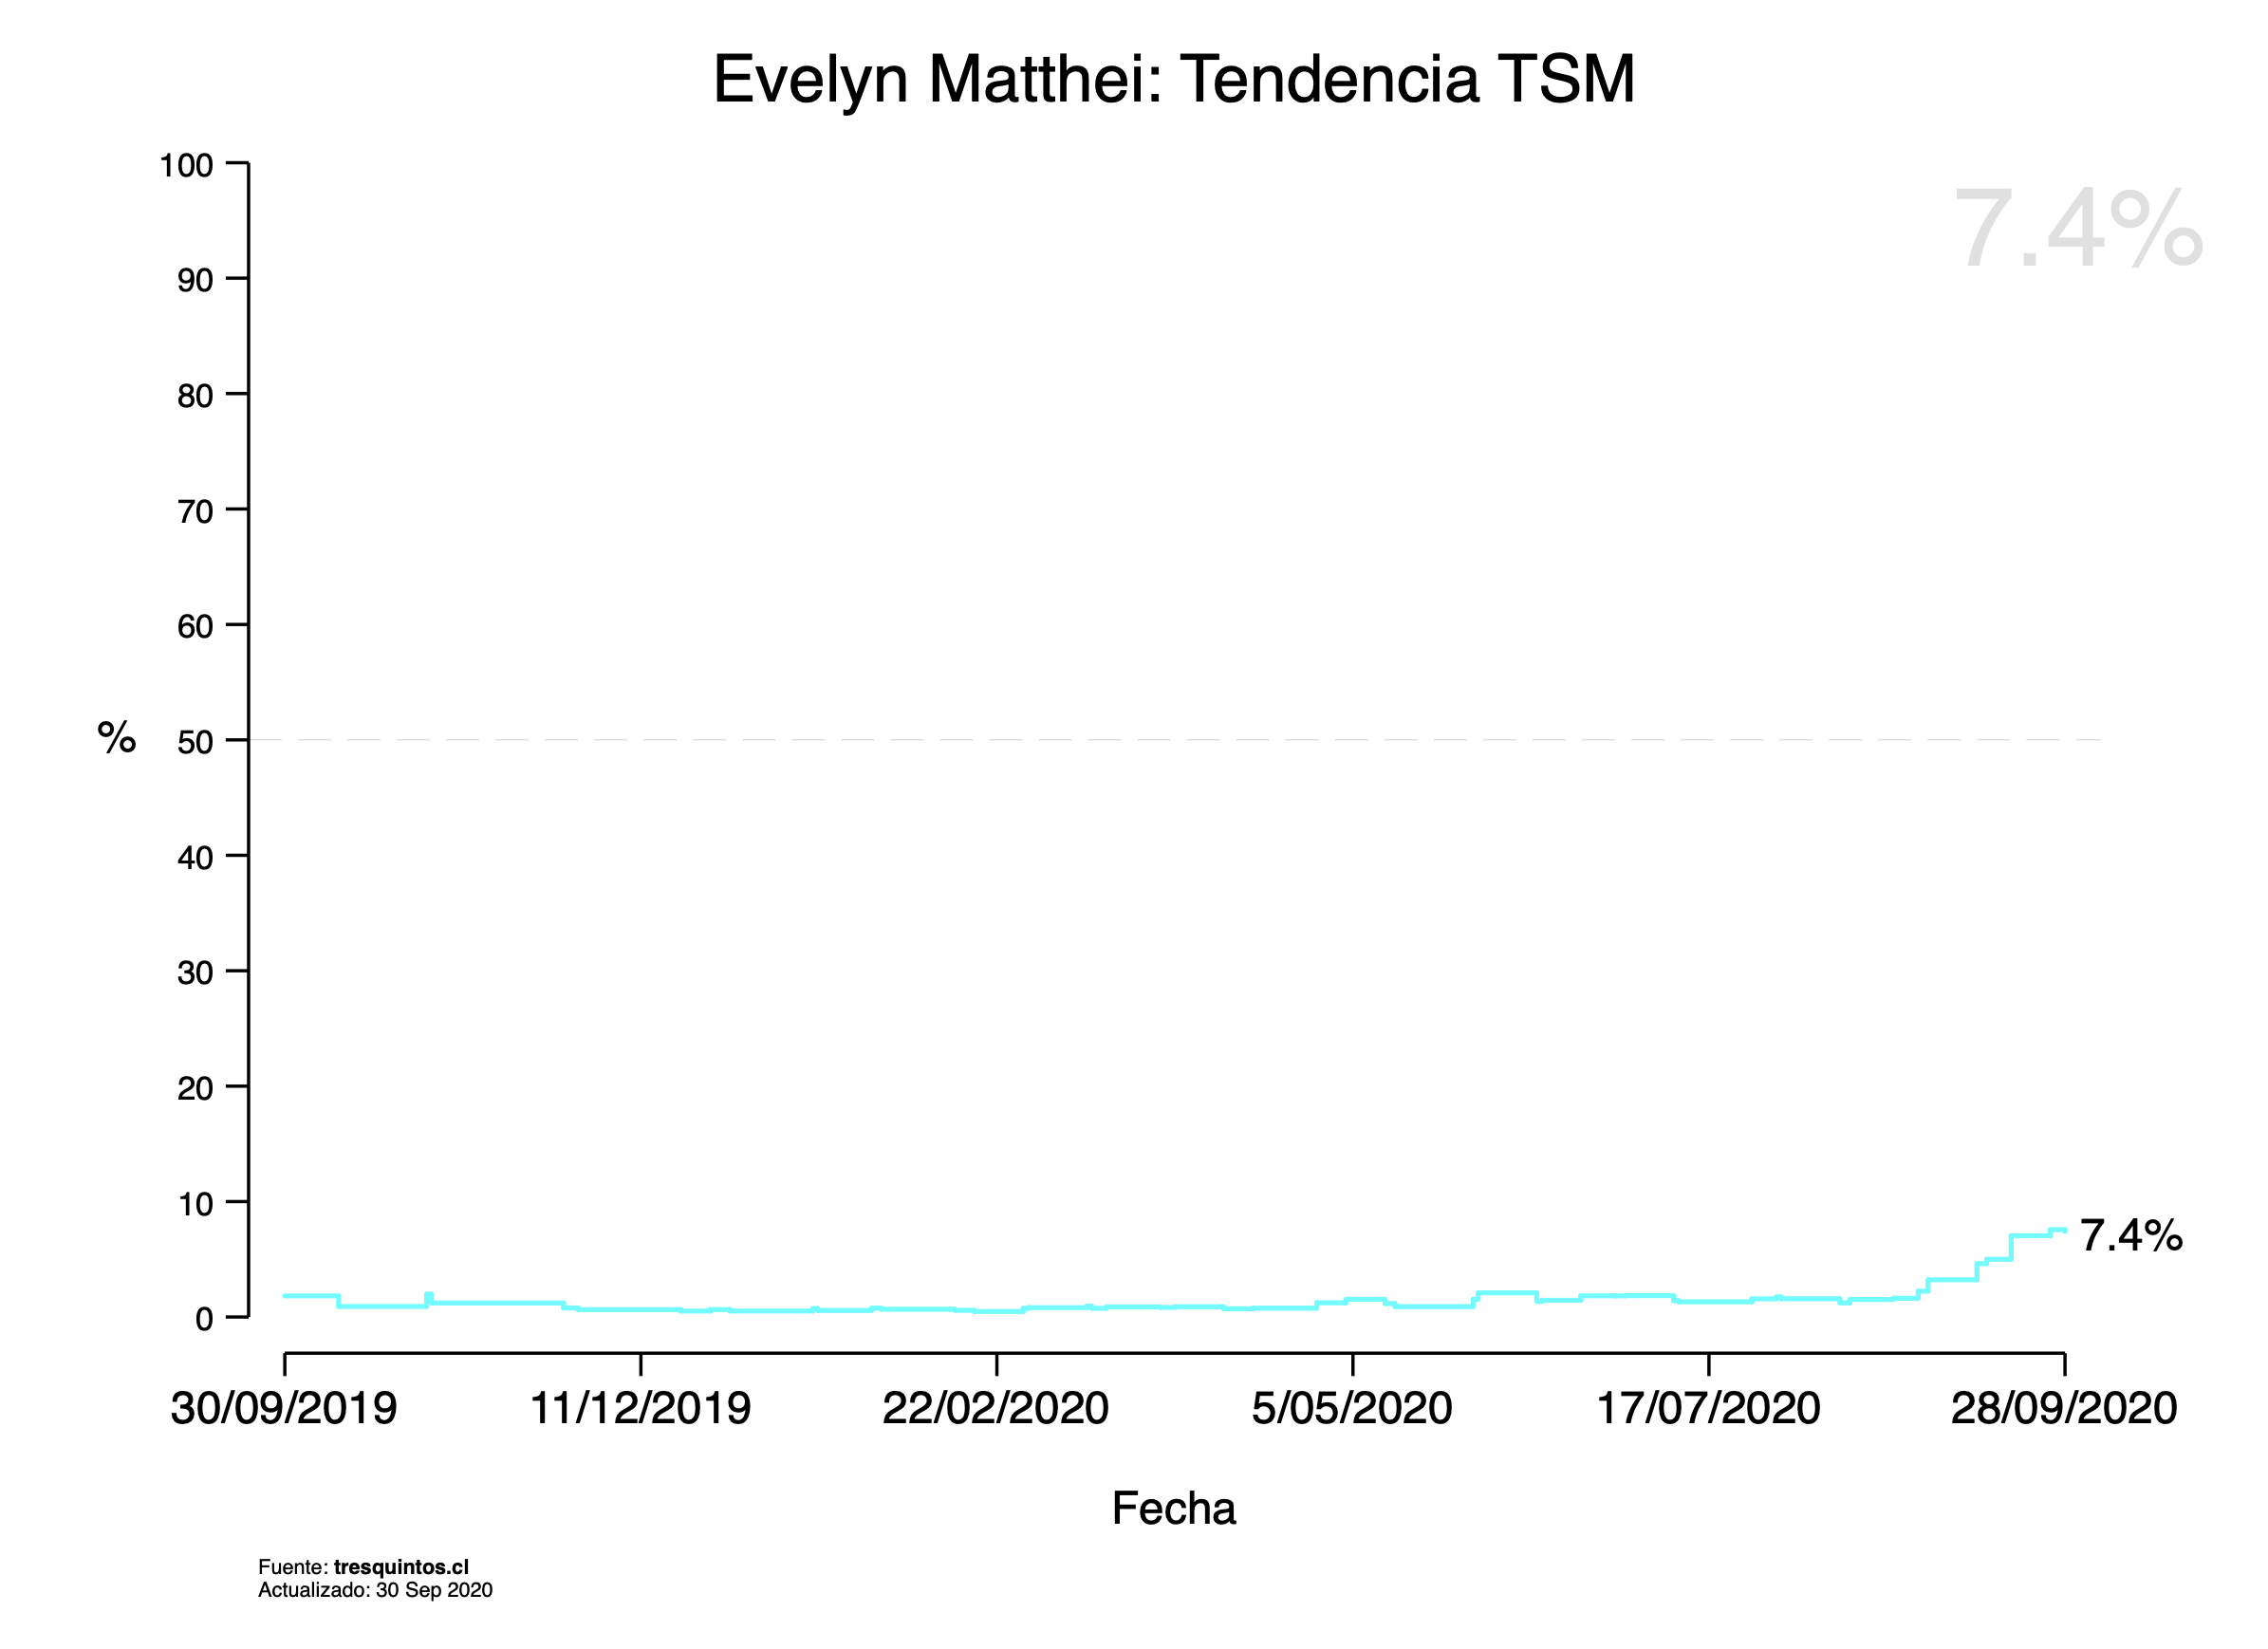 Evelyn Matthei: Tendencia TSM
7.4%
100
90
80
70
60
50
40
30
20
10
0
%
7.4%
30/09/2019 11/12/2019 22/02/2020 5/05/2020 17/07/2020 28/09/2020
Fecha
Fuente: tresquintos.cl
Actualizado: 30 Sep 2020